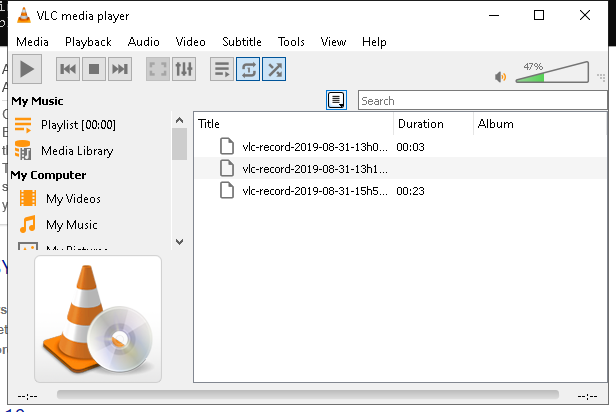 VLC media player
Media Playback Audio Video Subtitle Tools View Help
47%
My Music
Search
Playlist [00:00]
Title Duration Album
Media Library
vlc-record-2019-08-31-13h0... 00:03
My Computer
vlc-record-2019-08-31-13h1...
My Videos
vlc-record-2019-08-31-15h5... 00:23
My Music
My Pictures
--:-- --:--